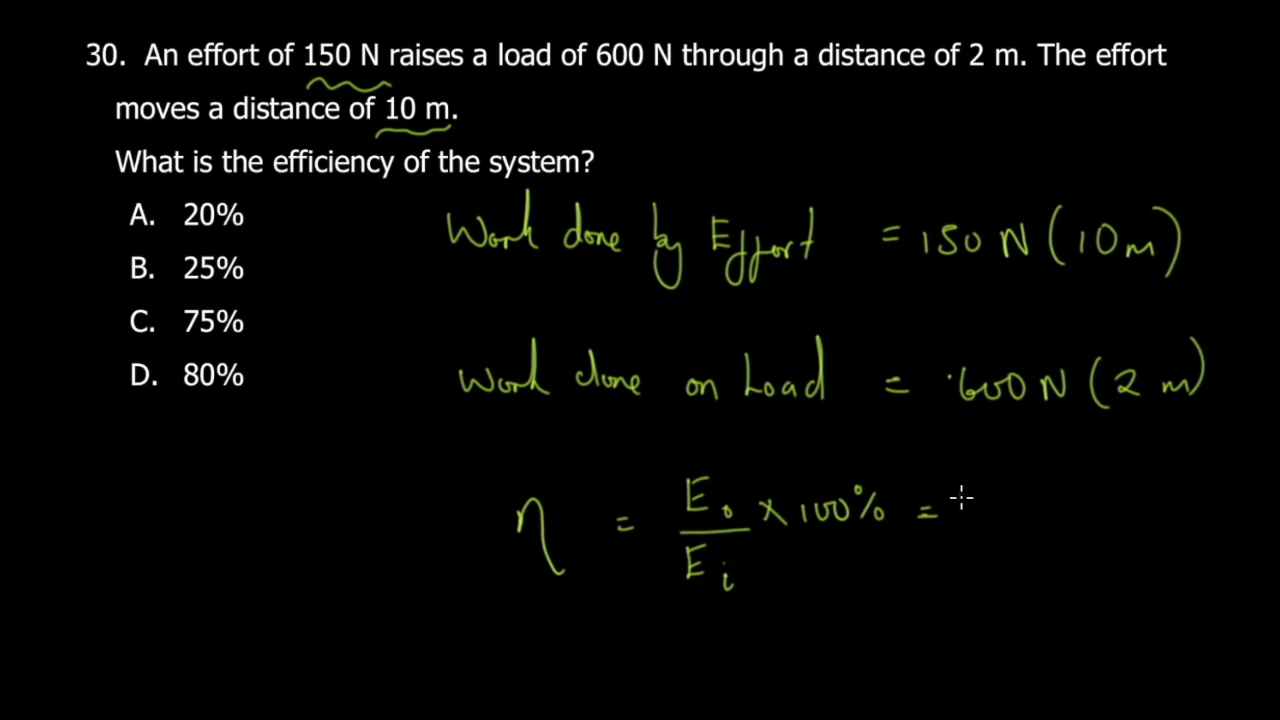 30. An effort of 150 N raises a load of 600 N through a distance of 2 m. The effort
moves a distance of 10 m.
What is the efficiency of the system?
A. 20%
B. 25%
C. 75%
D. 80%
Work done by Effort = 150 N (10 m)
Work done on Load = 600 N (2 m)
η = E₀ / Eᵢ × 100% =